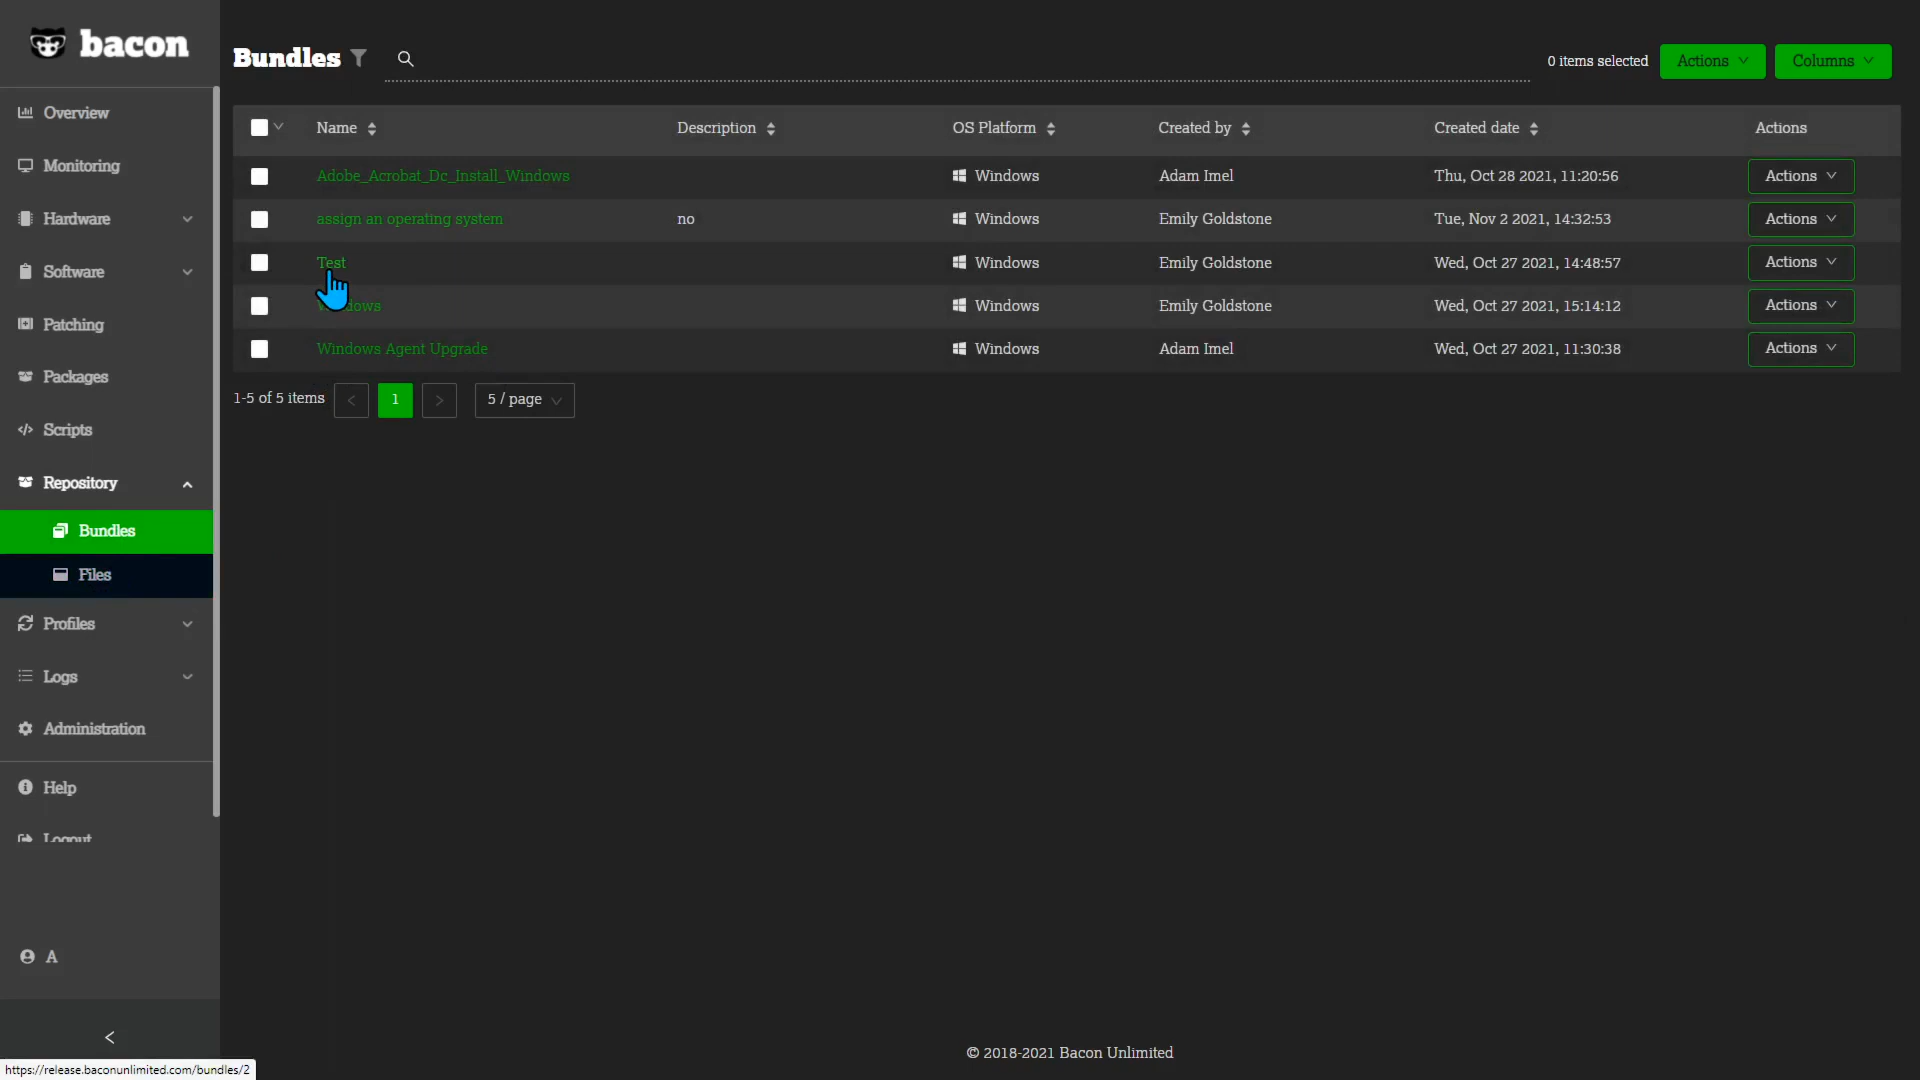 bacon
Overview
Monitoring
Hardware
Software
Patching
Packages
Scripts
Repository
Bundles
Files
Profiles
Logs
Administration
Help
Logout
A
<
https://release.baconunlimited.com/bundles/2
Bundles
0 items selected
Actions
Columns
Name Description OS Platform Created by Created date Actions
Adobe_Acrobat_Dc_Install_Windows Windows Adam Imel Thu, Oct 28 2021, 11:20:56 Actions
assign an operating system no Windows Emily Goldstone Tue, Nov 2 2021, 14:32:53 Actions
Test Windows Emily Goldstone Wed, Oct 27 2021, 14:48:57 Actions
Windows Windows Emily Goldstone Wed, Oct 27 2021, 15:14:12 Actions
Windows Agent Upgrade Windows Adam Imel Wed, Oct 27 2021, 11:30:38 Actions
1-5 of 5 items < 1 > 5 / page
© 2018-2021 Bacon Unlimited